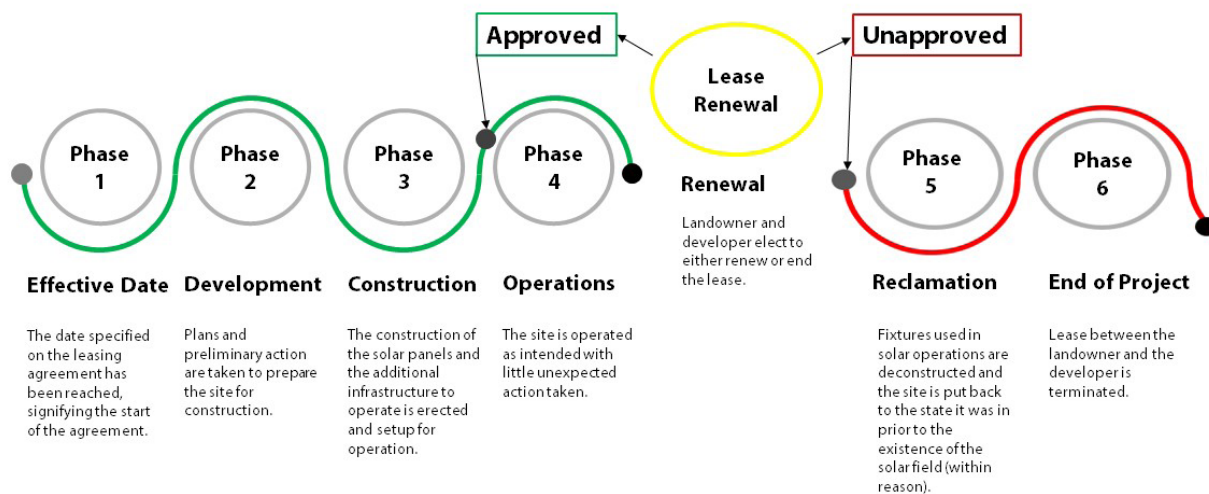 Approved
Unapproved
Lease
Renewal
Phase
1
Phase
2
Phase
3
Phase
4
Phase
5
Phase
6
Effective Date
The date specified
on the leasing
agreement has
been reached,
signifying the start
of the agreement.
Development
Plans and
preliminary action
are taken to prepare
the site for
construction.
Construction
The construction of
the solar panels and
the additional
infrastructure to
operate is erected
and setup for
operation.
Operations
The site is operated
as intended with
little unexpected
action taken.
Renewal
Landowner and
developer elect to
either renew or end
the lease.
Reclamation
Fixtures used in
solar operations are
deconstructed and
the site is put back
to the state it was in
prior to the
existence of the
solar field (within
reason).
End of Project
Lease between the
landowner and the
developer is
terminated.